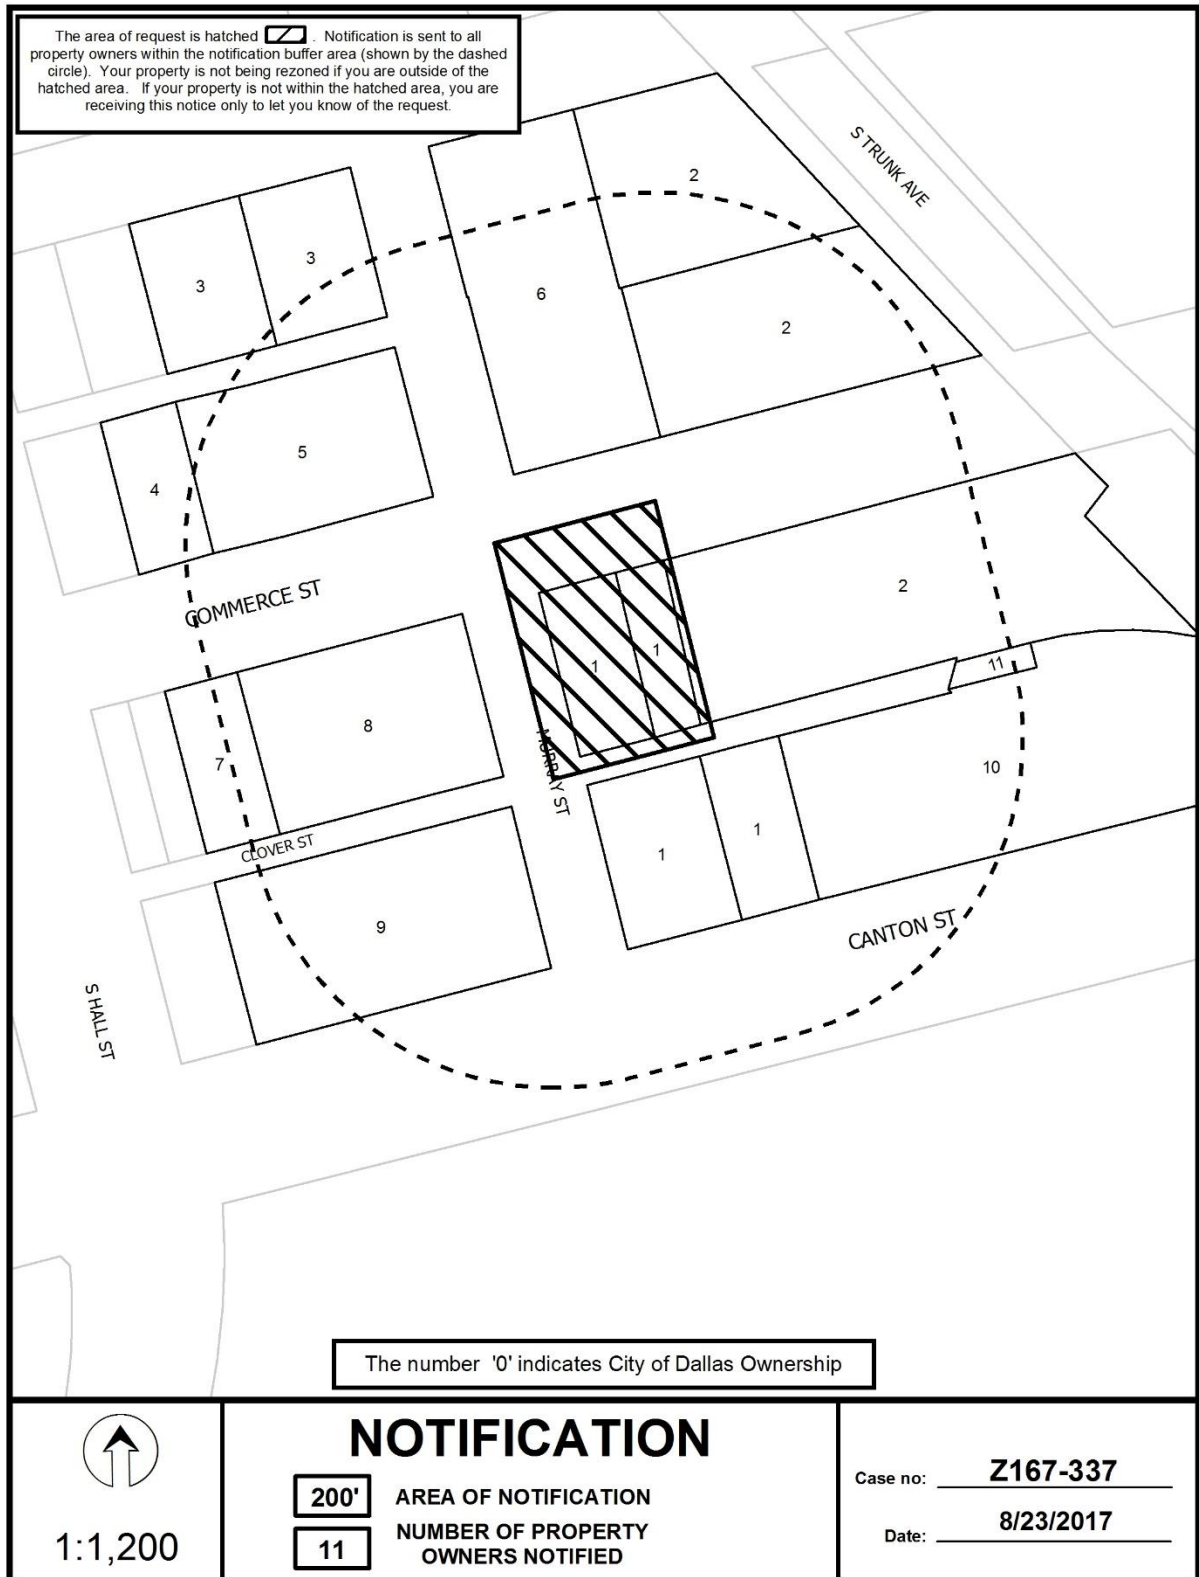 The area of request is hatched . Notification is sent to all
property owners within the notification buffer area (shown by the dashed
circle). Your property is not being rezoned if you are outside of the
hatched area. If your property is not within the hatched area, you are
receiving this notice only to let you know of the request.
S TRUNK AVE
2
3
3
6
2
5
4
COMMERCE ST
2
1
1
11
8
7
MURRAY ST
10
CLOVER ST
1
1
9
CANTON ST
S HALL ST
The number '0' indicates City of Dallas Ownership
1:1,200
NOTIFICATION
200' AREA OF NOTIFICATION
11 NUMBER OF PROPERTY
OWNERS NOTIFIED
Case no: Z167-337
Date: 8/23/2017